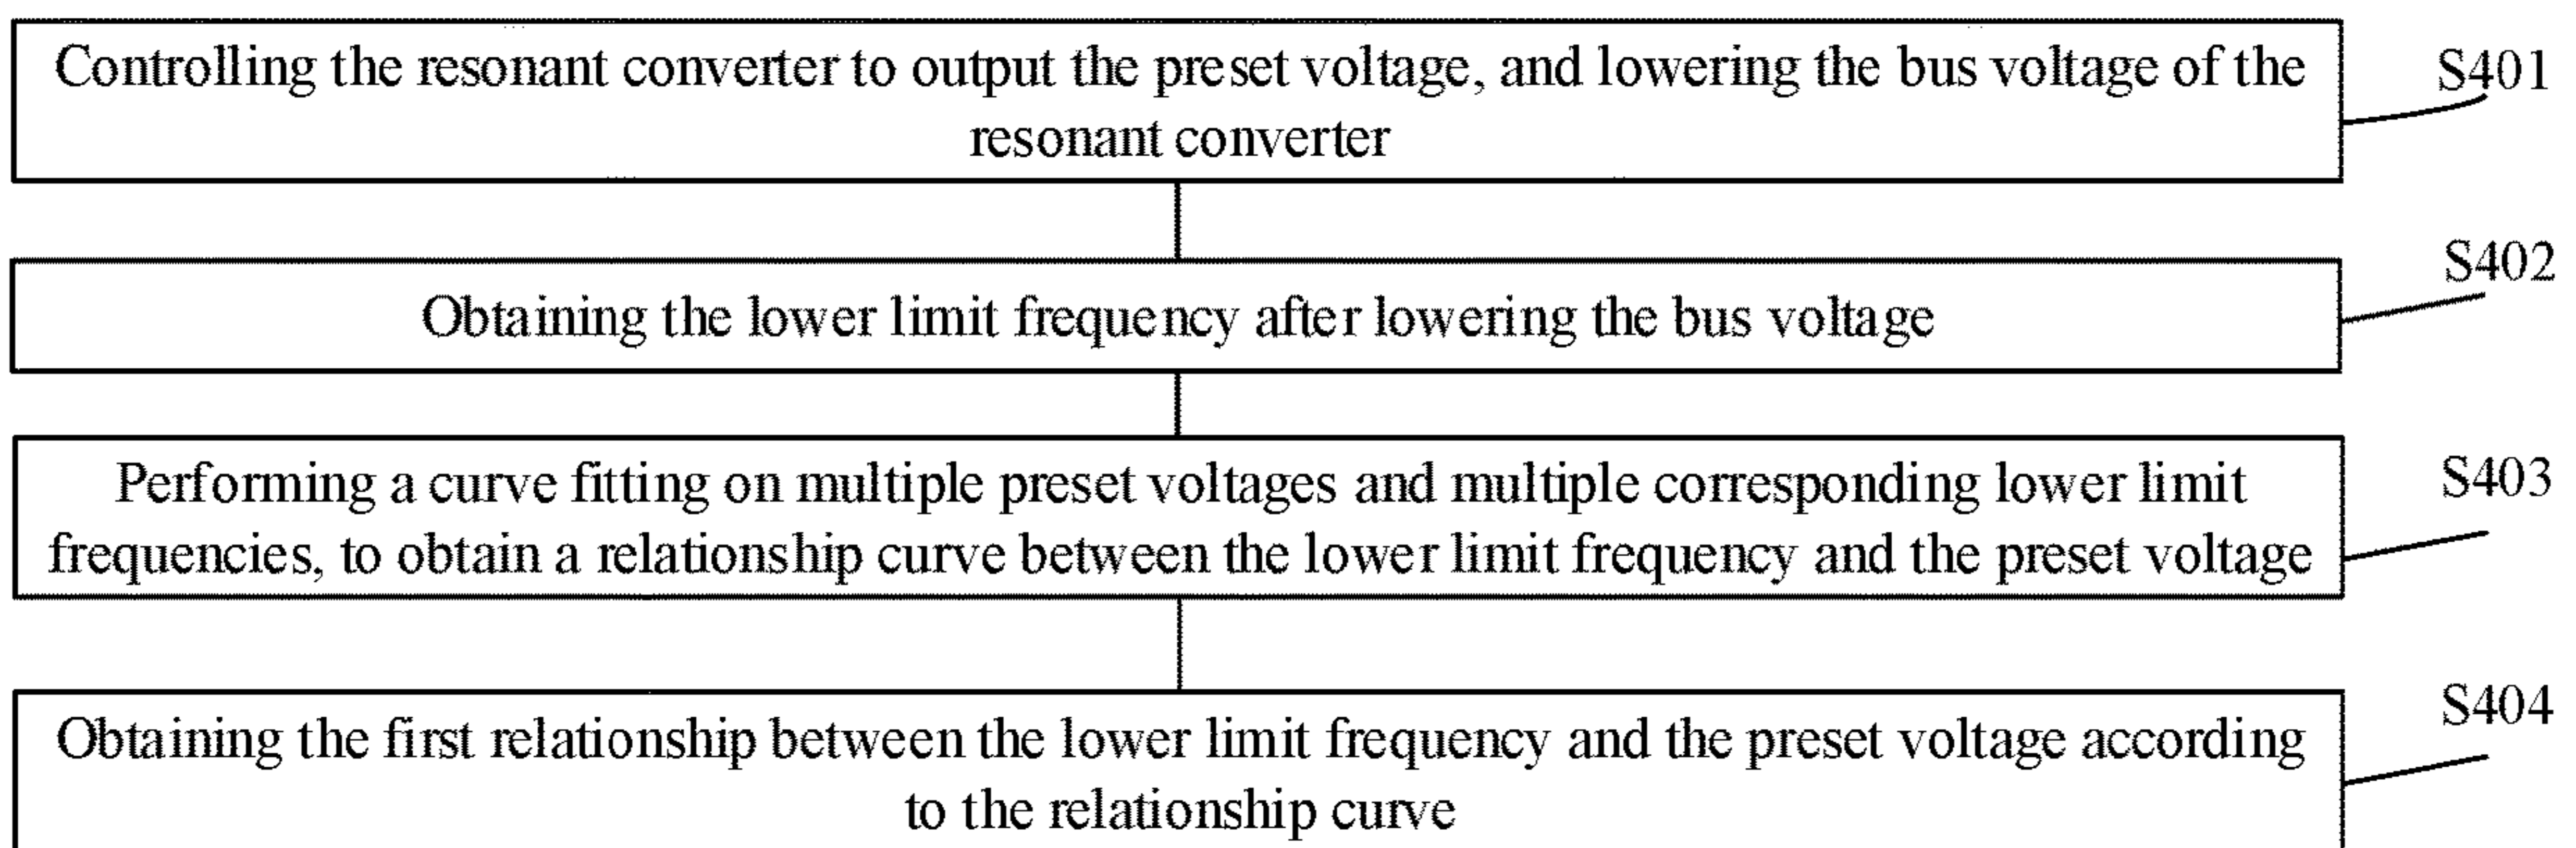 Controlling the resonant converter to output the preset voltage, and lowering the bus voltage of the
resonant converter
S401
Obtaining the lower limit frequency after lowering the bus voltage
S402
Performing a curve fitting on multiple preset voltages and multiple corresponding lower limit
frequencies, to obtain a relationship curve between the lower limit frequency and the preset voltage
S403
Obtaining the first relationship between the lower limit frequency and the preset voltage according
to the relationship curve
S404